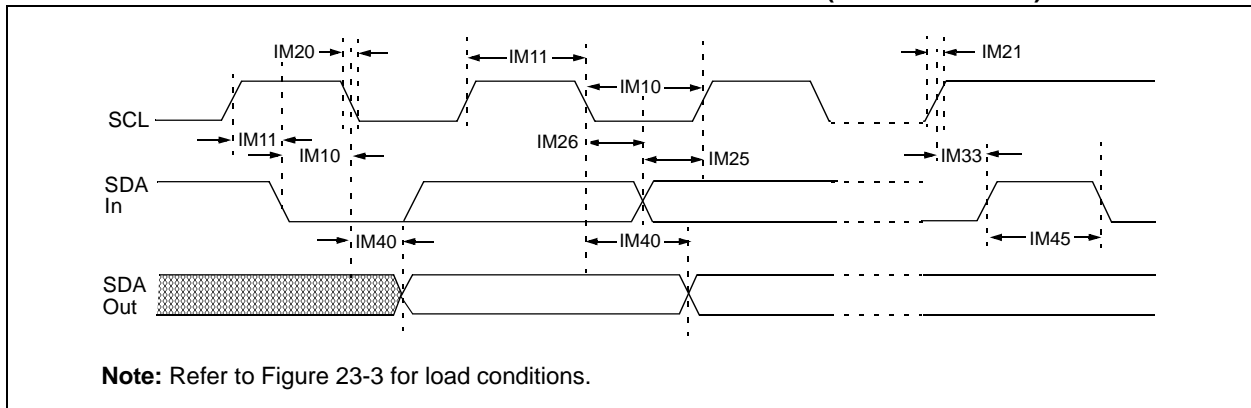 IM20
IM11
IM21
IM10
SCL
IM11
IM26
IM10
IM25
IM33
SDA
In
IM40
IM40
IM45
SDA
Out
Note: Refer to Figure 23-3 for load conditions.